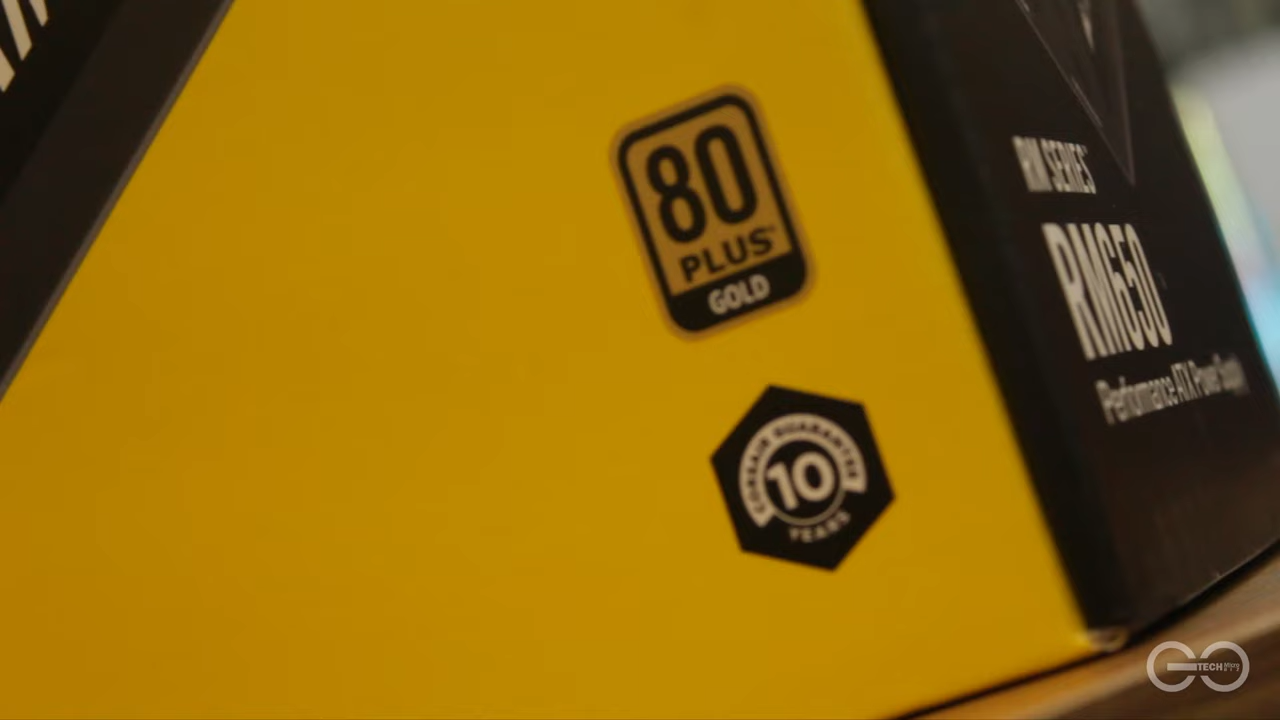 80
PLUS
GOLD
CORSAIR GUARANTEE
10
YEARS
RM SERIES
RM650
Performance ATX Power Supply
TECH